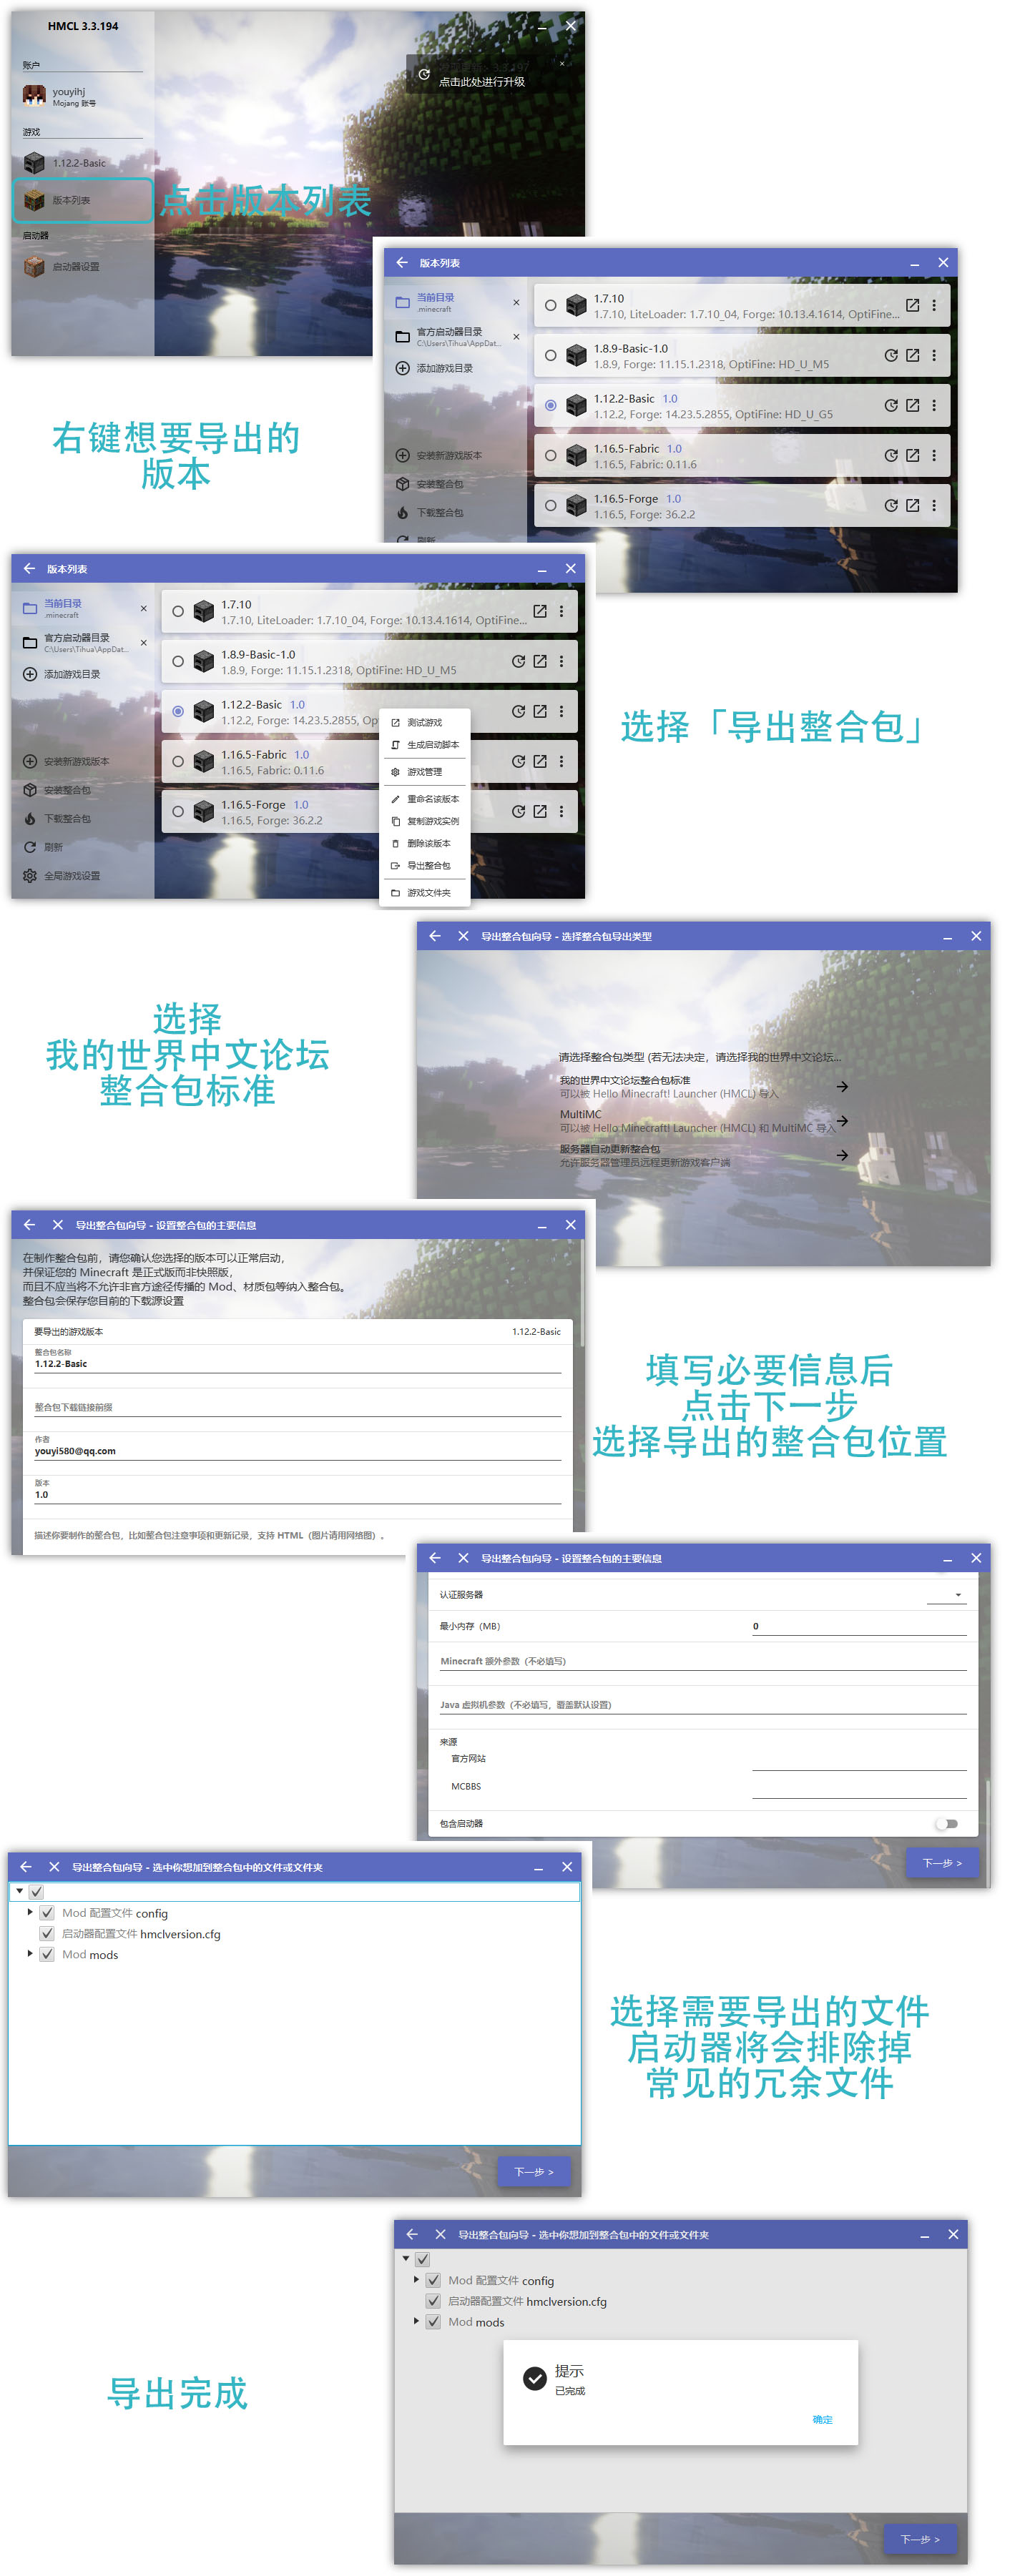 HMCL 3.3.194
账户
youyihj
Mojang 账号
游戏
1.12.2-Basic
版本列表
启动器
启动器设置
点击此处进行升级
点击版本列表
版本列表
当前目录
.minecraft
官方启动器目录
C:\Users\Tihua\AppDat...
添加游戏目录
安装新游戏版本
安装整合包
下载整合包
刷新
1.7.10
1.7.10, LiteLoader: 1.7.10_04, Forge: 10.13.4.1614, OptiFine...
1.8.9-Basic-1.0
1.8.9, Forge: 11.15.1.2318, OptiFine: HD_U_M5
1.12.2-Basic 1.0
1.12.2, Forge: 14.23.5.2855, OptiFine: HD_U_G5
1.16.5-Fabric 1.0
1.16.5, Fabric: 0.11.6
1.16.5-Forge 1.0
1.16.5, Forge: 36.2.2
右键想要导出的
版本
版本列表
当前目录
.minecraft
官方启动器目录
C:\Users\Tihua\AppDat...
添加游戏目录
安装新游戏版本
安装整合包
下载整合包
刷新
全局游戏设置
1.7.10
1.7.10, LiteLoader: 1.7.10_04, Forge: 10.13.4.1614, OptiFine...
1.8.9-Basic-1.0
1.8.9, Forge: 11.15.1.2318, OptiFine: HD_U_M5
1.12.2-Basic 1.0
1.12.2, Forge: 14.23.5.2855, Op
1.16.5-Fabric 1.0
1.16.5, Fabric: 0.11.6
1.16.5-Forge 1.0
1.16.5, Forge: 36.2.2
测试游戏
生成启动脚本
游戏管理
重命名该版本
复制游戏实例
删除该版本
导出整合包
游戏文件夹
选择「导出整合包」
导出整合包向导 - 选择整合包导出类型
请选择整合包类型 (若无法决定，请选择我的世界中文论坛...
我的世界中文论坛整合包标准
可以被 Hello Minecraft! Launcher (HMCL) 导入
MultiMC
可以被 Hello Minecraft! Launcher (HMCL) 和 MultiMC 导入
服务器自动更新整合包
允许服务器管理员远程更新游戏客户端
选择
我的世界中文论坛
整合包标准
导出整合包向导 - 设置整合包的主要信息
在制作整合包前，请您确认您选择的版本可以正常启动，
并保证您的 Minecraft 是正式版而非快照版，
而且不应当将不允许非官方途径传播的 Mod、材质包等纳入整合包。
整合包会保存您目前的下载源设置
要导出的游戏版本 1.12.2-Basic
整合包名称
1.12.2-Basic
整合包下载链接前缀
作者
youyi580@qq.com
版本
1.0
描述你要制作的整合包，比如整合包注意事项和更新记录，支持 HTML（图片请用网络图）。
填写必要信息后
点击下一步
选择导出的整合包位置
导出整合包向导 - 设置整合包的主要信息
认证服务器
最小内存（MB） 0
Minecraft 额外参数（不必填写）
Java 虚拟机参数（不必填写，覆盖默认设置）
来源
官方网站
MCBBS
包含启动器
下一步 >
导出整合包向导 - 选中你想加到整合包中的文件或文件夹
Mod 配置文件 config
启动器配置文件 hmclversion.cfg
Mod mods
下一步 >
选择需要导出的文件
启动器将会排除掉
常见的冗余文件
导出整合包向导 - 选中你想加到整合包中的文件或文件夹
Mod 配置文件 config
启动器配置文件 hmclversion.cfg
Mod mods
提示
已完成
确定
下一步 >
导出完成